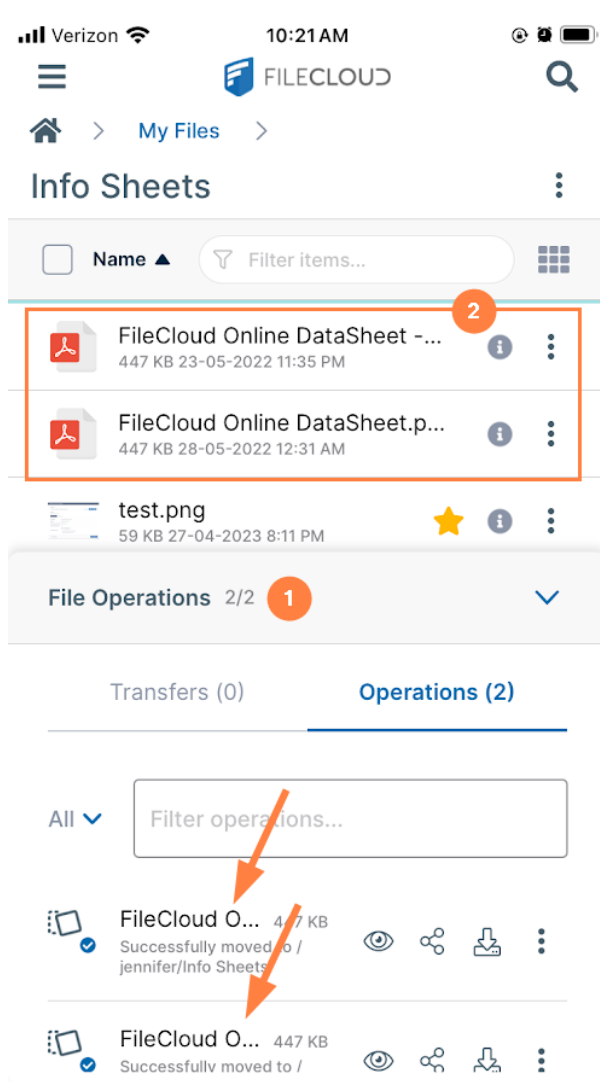 Verizon 10:21 AM
FILECLOUD
My Files
Info Sheets
Name Filter items...
2
FileCloud Online DataSheet -...
447 KB 23-05-2022 11:35 PM
FileCloud Online DataSheet.p...
447 KB 28-05-2022 12:31 AM
test.png
59 KB 27-04-2023 8:11 PM
File Operations 2/2 1
Transfers (0) Operations (2)
All Filter operations...
FileCloud O... 447 KB
Successfully moved to /
jennifer/Info Sheets
FileCloud O... 447 KB
Successfully moved to /